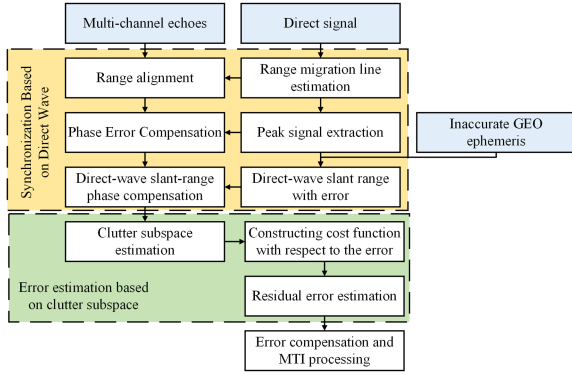 Multi-channel echoes
Direct signal
Synchronization Based
on Direct Wave
Range alignment
Range migration line
estimation
Phase Error Compensation
Peak signal extraction
Inaccurate GEO
ephemeris
Direct-wave slant-range
phase compensation
Direct-wave slant range
with error
Clutter subspace
estimation
Constructing cost function
with respect to the error
Error estimation based
on clutter subspace
Residual error estimation
Error compensation and
MTI processing